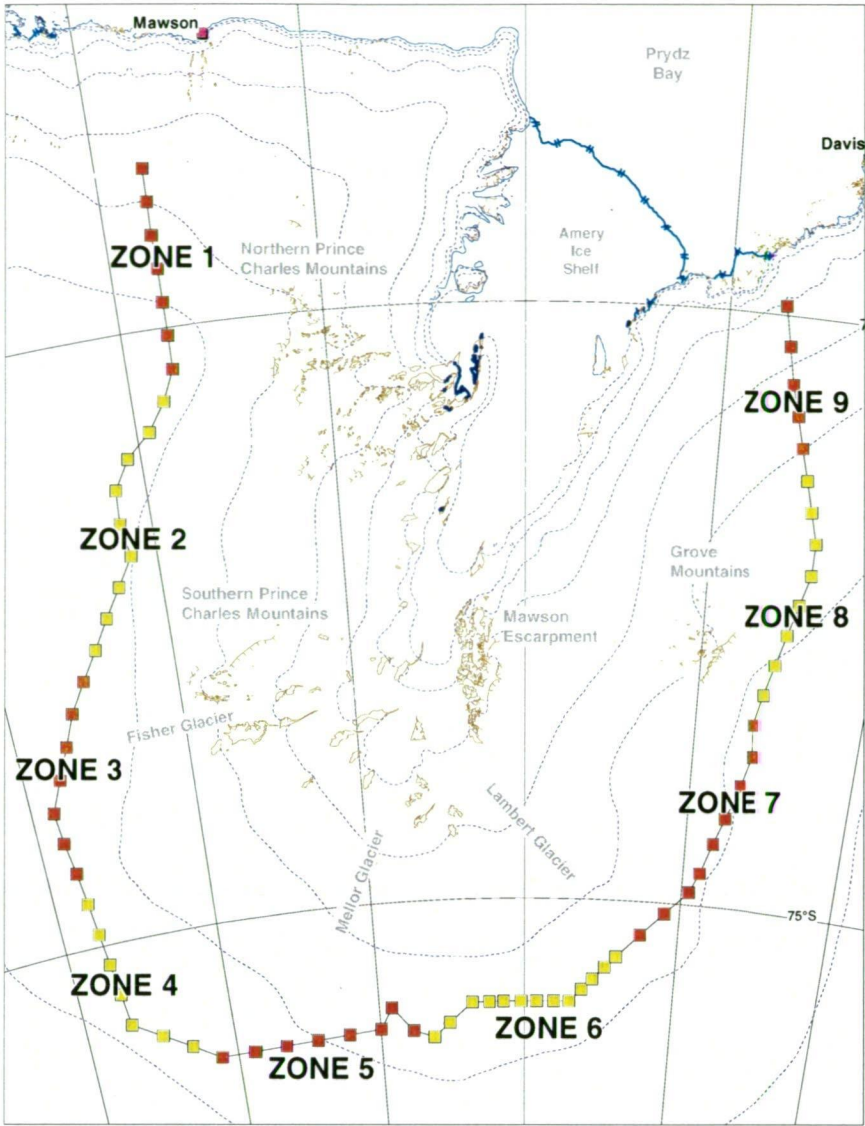 Mawson
Prydz
Bay
Davis
Amery
Ice
Shelf
ZONE 1
Northern Prince
Charles Mountains
7
ZONE 9
ZONE 2
Grove
Mountains
Southern Prince
Charles Mountains
Mawson
Escarpment
ZONE 8
Fisher Glacier
ZONE 3
ZONE 7
Lambert Glacier
Mellor Glacier
75°S
ZONE 4
ZONE 6
ZONE 5